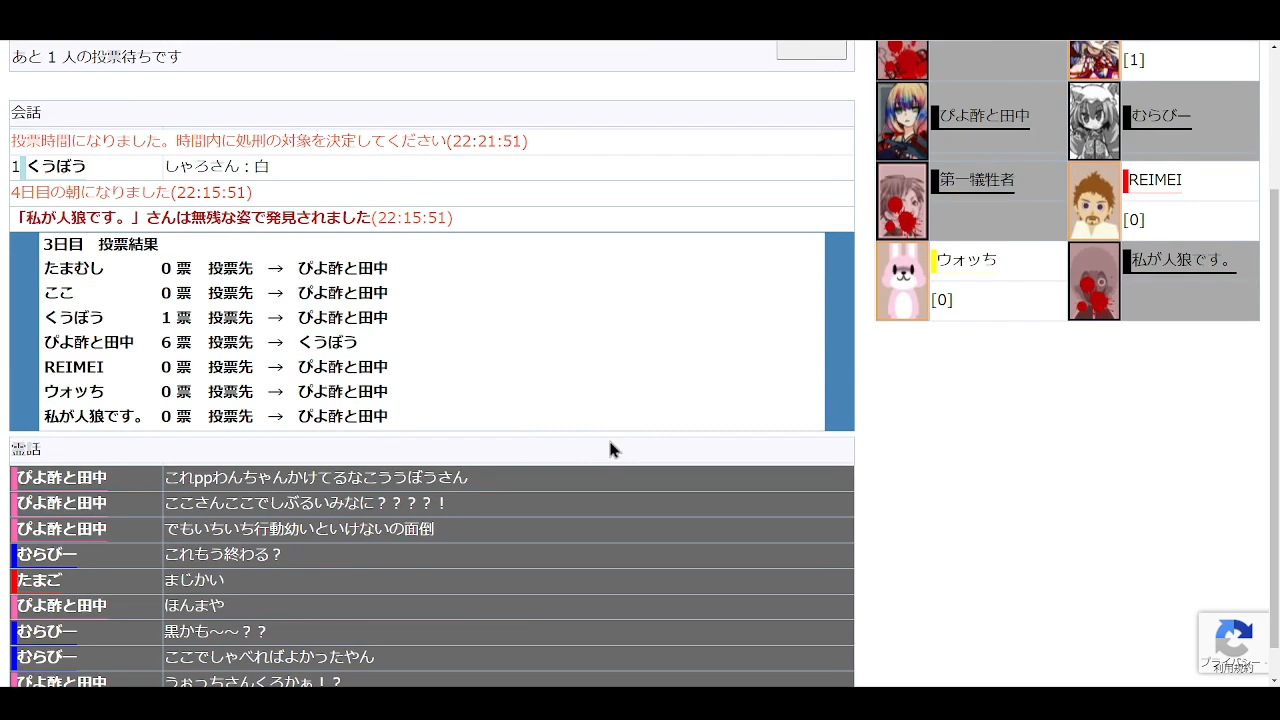 あと 1 人の投票待ちです
会話
投票時間になりました。時間内に処刑の対象を決定してください(22:21:51)
1 くうぼう しゃろさん：白
4日目の朝になりました(22:15:51)
「私が人狼です。」さんは無残な姿で発見されました(22:15:51)
3日目　投票結果
たまむし 0 票 投票先 → ぴよ酢と田中
ここ 0 票 投票先 → ぴよ酢と田中
くうぼう 1 票 投票先 → ぴよ酢と田中
ぴよ酢と田中 6 票 投票先 → くうぼう
REIMEI 0 票 投票先 → ぴよ酢と田中
ウォッち 0 票 投票先 → ぴよ酢と田中
私が人狼です。 0 票 投票先 → ぴよ酢と田中
霊話
ぴよ酢と田中 これppわんちゃんかけてるなこううぼうさん
ぴよ酢と田中 ここさんここでしぶるいみなに？？？？！
ぴよ酢と田中 でもいちいち行動幼いといけないの面倒
むらびー これもう終わる？
たまご まじかい
ぴよ酢と田中 ほんまや
むらびー 黒かも～～？？
むらびー ここでしゃべればよかったやん
ぴよ酢と田中 うぉっちさんくろかぁ！？
[1]
ぴよ酢と田中
むらびー
第一犠牲者
REIMEI
[0]
ウォッち
[0]
私が人狼です。
プライバシー -
利用規約